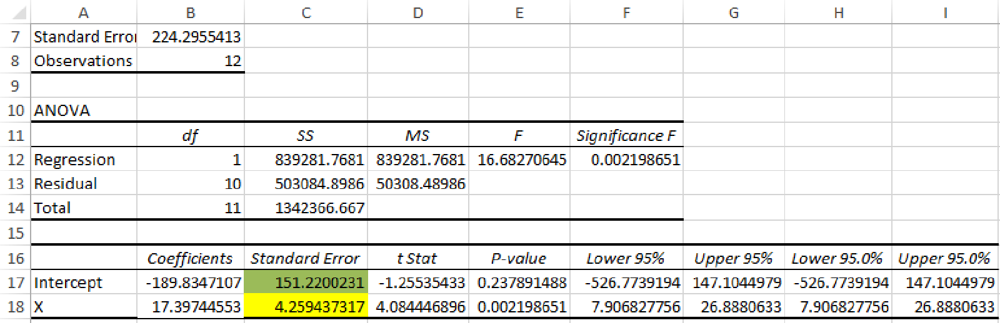 A B C D E F G H I
7 Standard Error 224.2955413
8 Observations 12
9
10 ANOVA
11 df SS MS F Significance F
12 Regression 1 839281.7681 839281.7681 16.68270645 0.002198651
13 Residual 10 503084.8986 50308.48986
14 Total 11 1342366.667
15
16 Coefficients Standard Error t Stat P-value Lower 95% Upper 95% Lower 95.0% Upper 95.0%
17 Intercept -189.8347107 151.2200231 -1.25535433 0.237891488 -526.7739194 147.1044979 -526.7739194 147.1044979
18 X 17.39744553 4.259437317 4.084446896 0.002198651 7.906827756 26.8880633 7.906827756 26.8880633